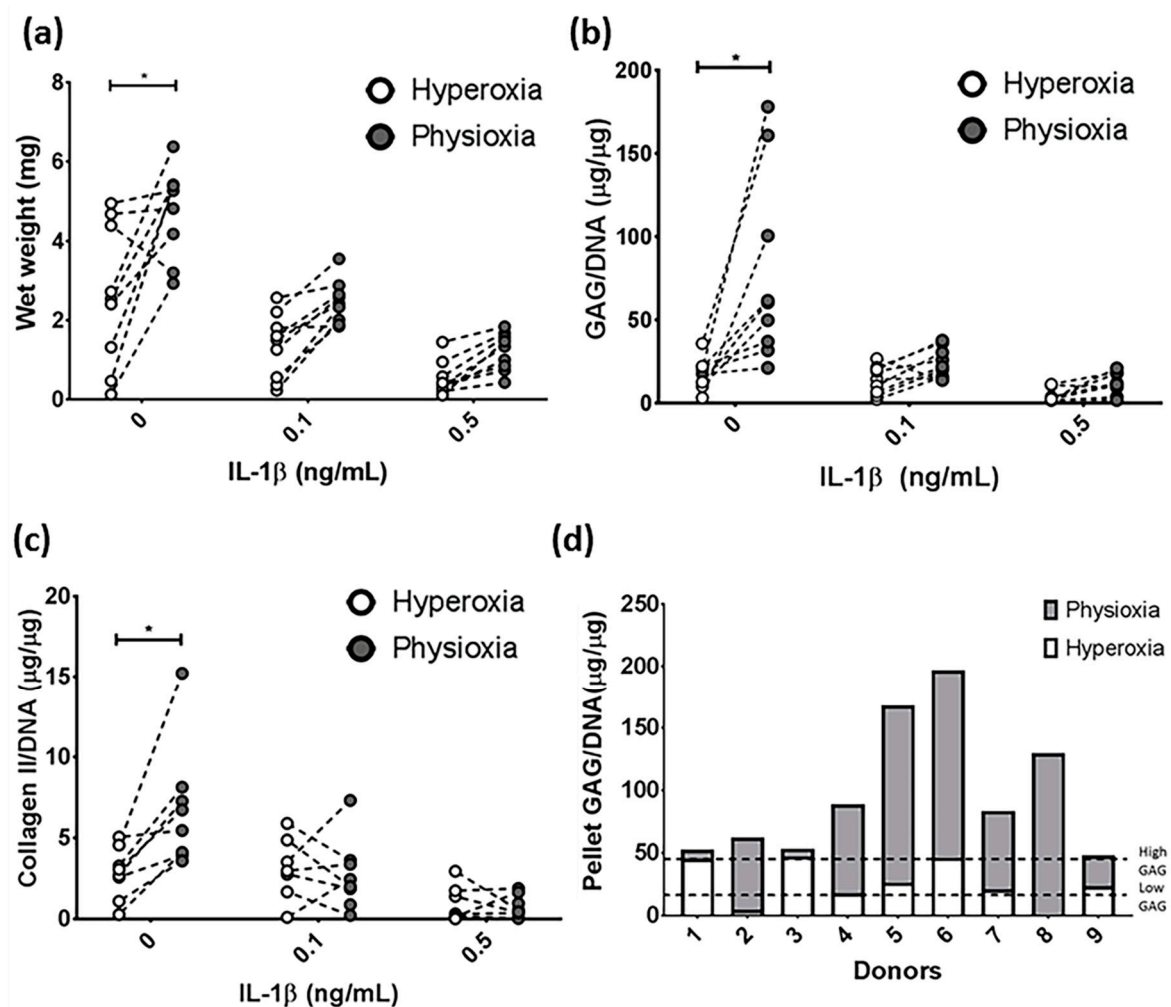 (a)
*
8
6
4
2
0
Wet weight (mg)
Hyperoxia
Physioxia
0
0.1
0.5
IL-1β (ng/mL)
(b)
*
200
150
100
50
0
GAG/DNA (µg/µg)
Hyperoxia
Physioxia
0
0.1
0.5
IL-1β (ng/mL)
(c)
*
20
15
10
5
0
Collagen II/DNA (µg/µg)
Hyperoxia
Physioxia
0
0.1
0.5
IL-1β (ng/mL)
(d)
250
200
150
100
50
0
Pellet GAG/DNA(µg/µg)
Physioxia
Hyperoxia
High
GAG
Low
GAG
1
2
3
4
5
6
7
8
9
Donors